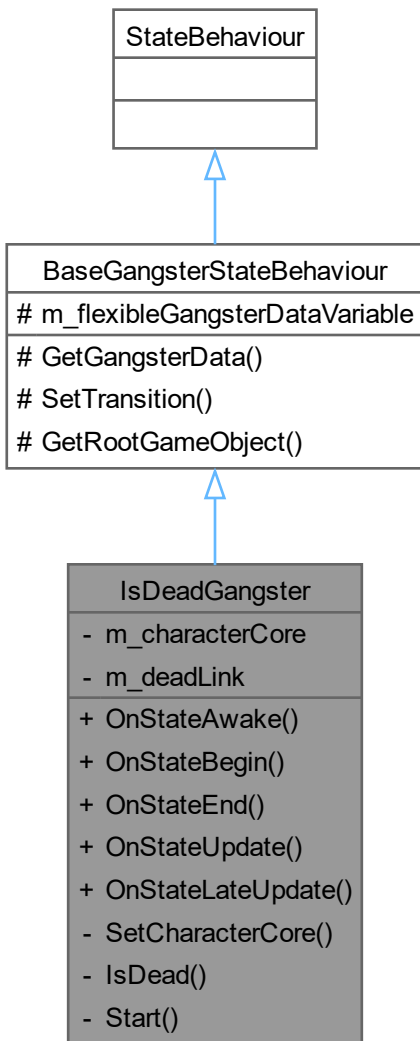 StateBehaviour
BaseGangsterStateBehaviour
# m_flexibleGangsterDataVariable
# GetGangsterData()
# SetTransition()
# GetRootGameObject()
IsDeadGangster
- m_characterCore
- m_deadLink
+ OnStateAwake()
+ OnStateBegin()
+ OnStateEnd()
+ OnStateUpdate()
+ OnStateLateUpdate()
- SetCharacterCore()
- IsDead()
- Start()